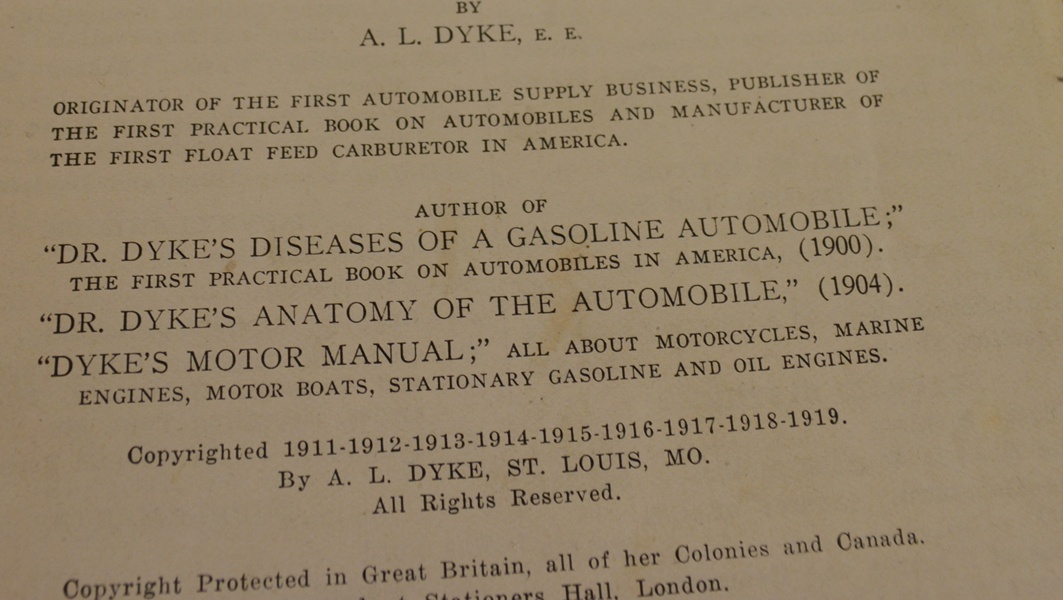 BY
A. L. DYKE, E. E.
ORIGINATOR OF THE FIRST AUTOMOBILE SUPPLY BUSINESS, PUBLISHER OF
THE FIRST PRACTICAL BOOK ON AUTOMOBILES AND MANUFACTURER OF
THE FIRST FLOAT FEED CARBURETOR IN AMERICA.
AUTHOR OF
“DR. DYKE'S DISEASES OF A GASOLINE AUTOMOBILE;”
THE FIRST PRACTICAL BOOK ON AUTOMOBILES IN AMERICA, (1900).
“DR. DYKE'S ANATOMY OF THE AUTOMOBILE,” (1904).
“DYKE'S MOTOR MANUAL;” ALL ABOUT MOTORCYCLES, MARINE
ENGINES, MOTOR BOATS, STATIONARY GASOLINE AND OIL ENGINES.
Copyrighted 1911-1912-1913-1914-1915-1916-1917-1918-1919.
By A. L. DYKE, ST. LOUIS, MO.
All Rights Reserved.
Copyright Protected in Great Britain, all of her Colonies and Canada.
Stationers Hall, London.